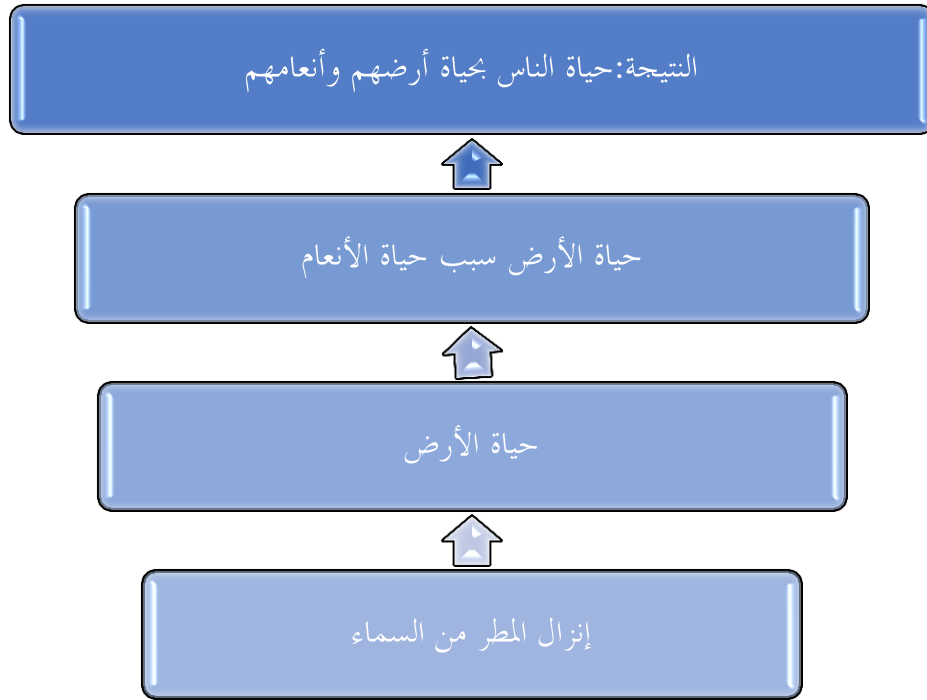 النتيجة:حياة الناس بحياة أرضهم وأنعامهم
حياة الأرض سبب حياة الأنعام
حياة الأرض
إنزال المطر من السماء